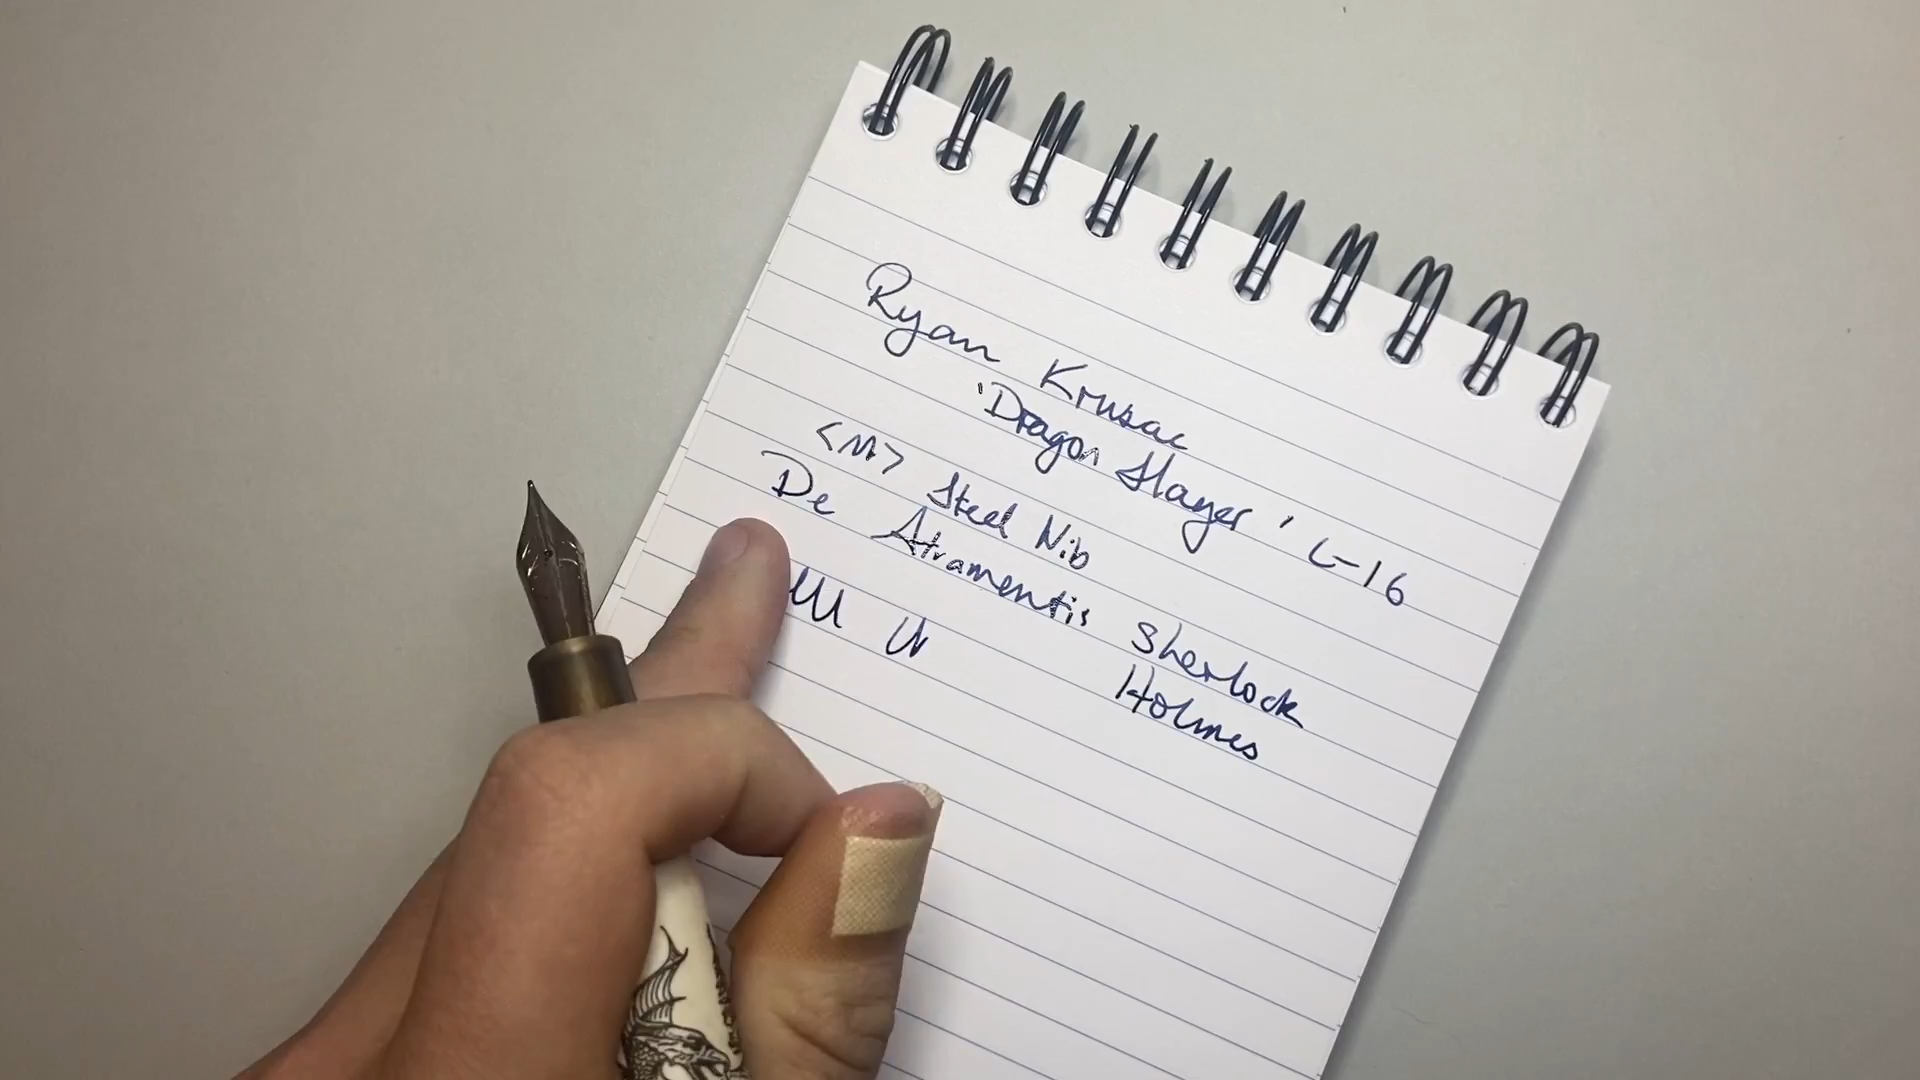 Ryan Krusac
'Dragon Slayer' L-16
<M> Steel Nib
De Atramentis Sherlock
Holmes